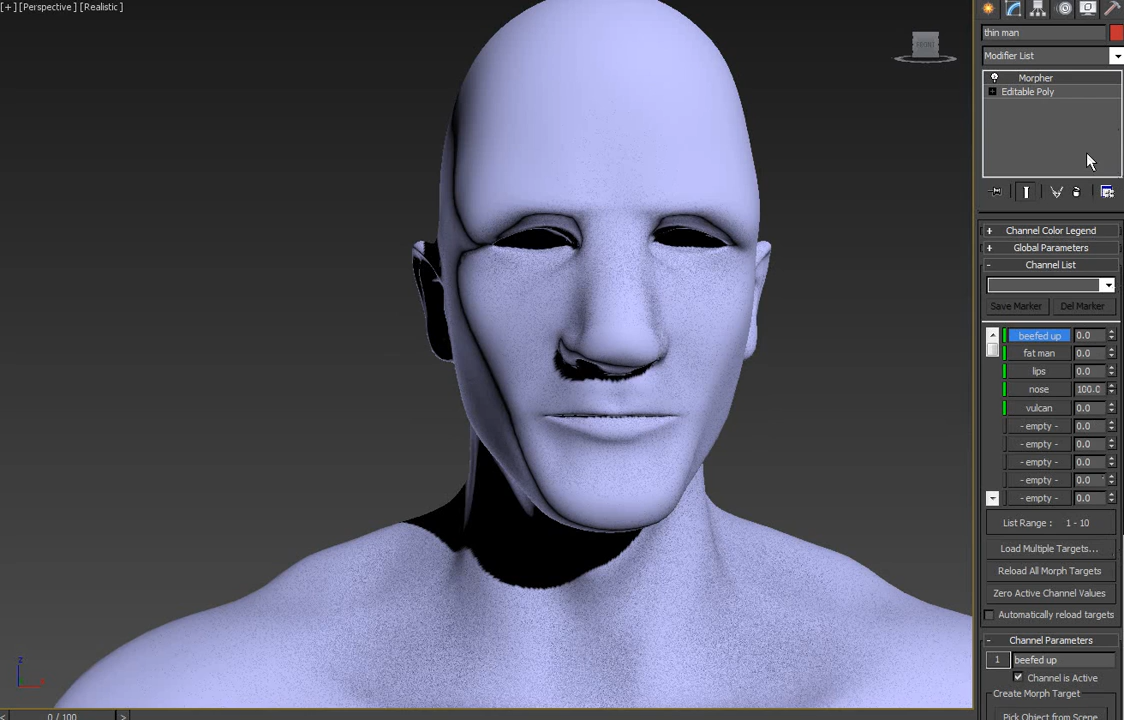 [+] [Perspective] [Realistic]
thin man
Modifier List
Morpher
Editable Poly
+ Channel Color Legend
+ Global Parameters
- Channel List
Save Marker Del Marker
beefed up 0.0
fat man 0.0
lips 0.0
nose 100.0
vulcan 0.0
- empty - 0.0
- empty - 0.0
- empty - 0.0
- empty - 0.0
- empty - 0.0
List Range : 1 - 10
Load Multiple Targets...
Reload All Morph Targets
Zero Active Channel Values
Automatically reload targets
- Channel Parameters
1 beefed up
Channel is Active
Create Morph Target
Pick Object from Scene
z
< 0 / 100 >